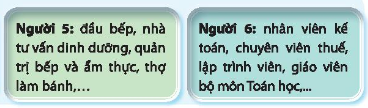 Người 5: đầu bếp, nhà
tư vấn dinh dưỡng, quản
trị bếp và ẩm thực, thợ
làm bánh,...
Người 6: nhân viên kế
toán, chuyên viên thuế,
lập trình viên, giáo viên
bộ môn Toán học,...